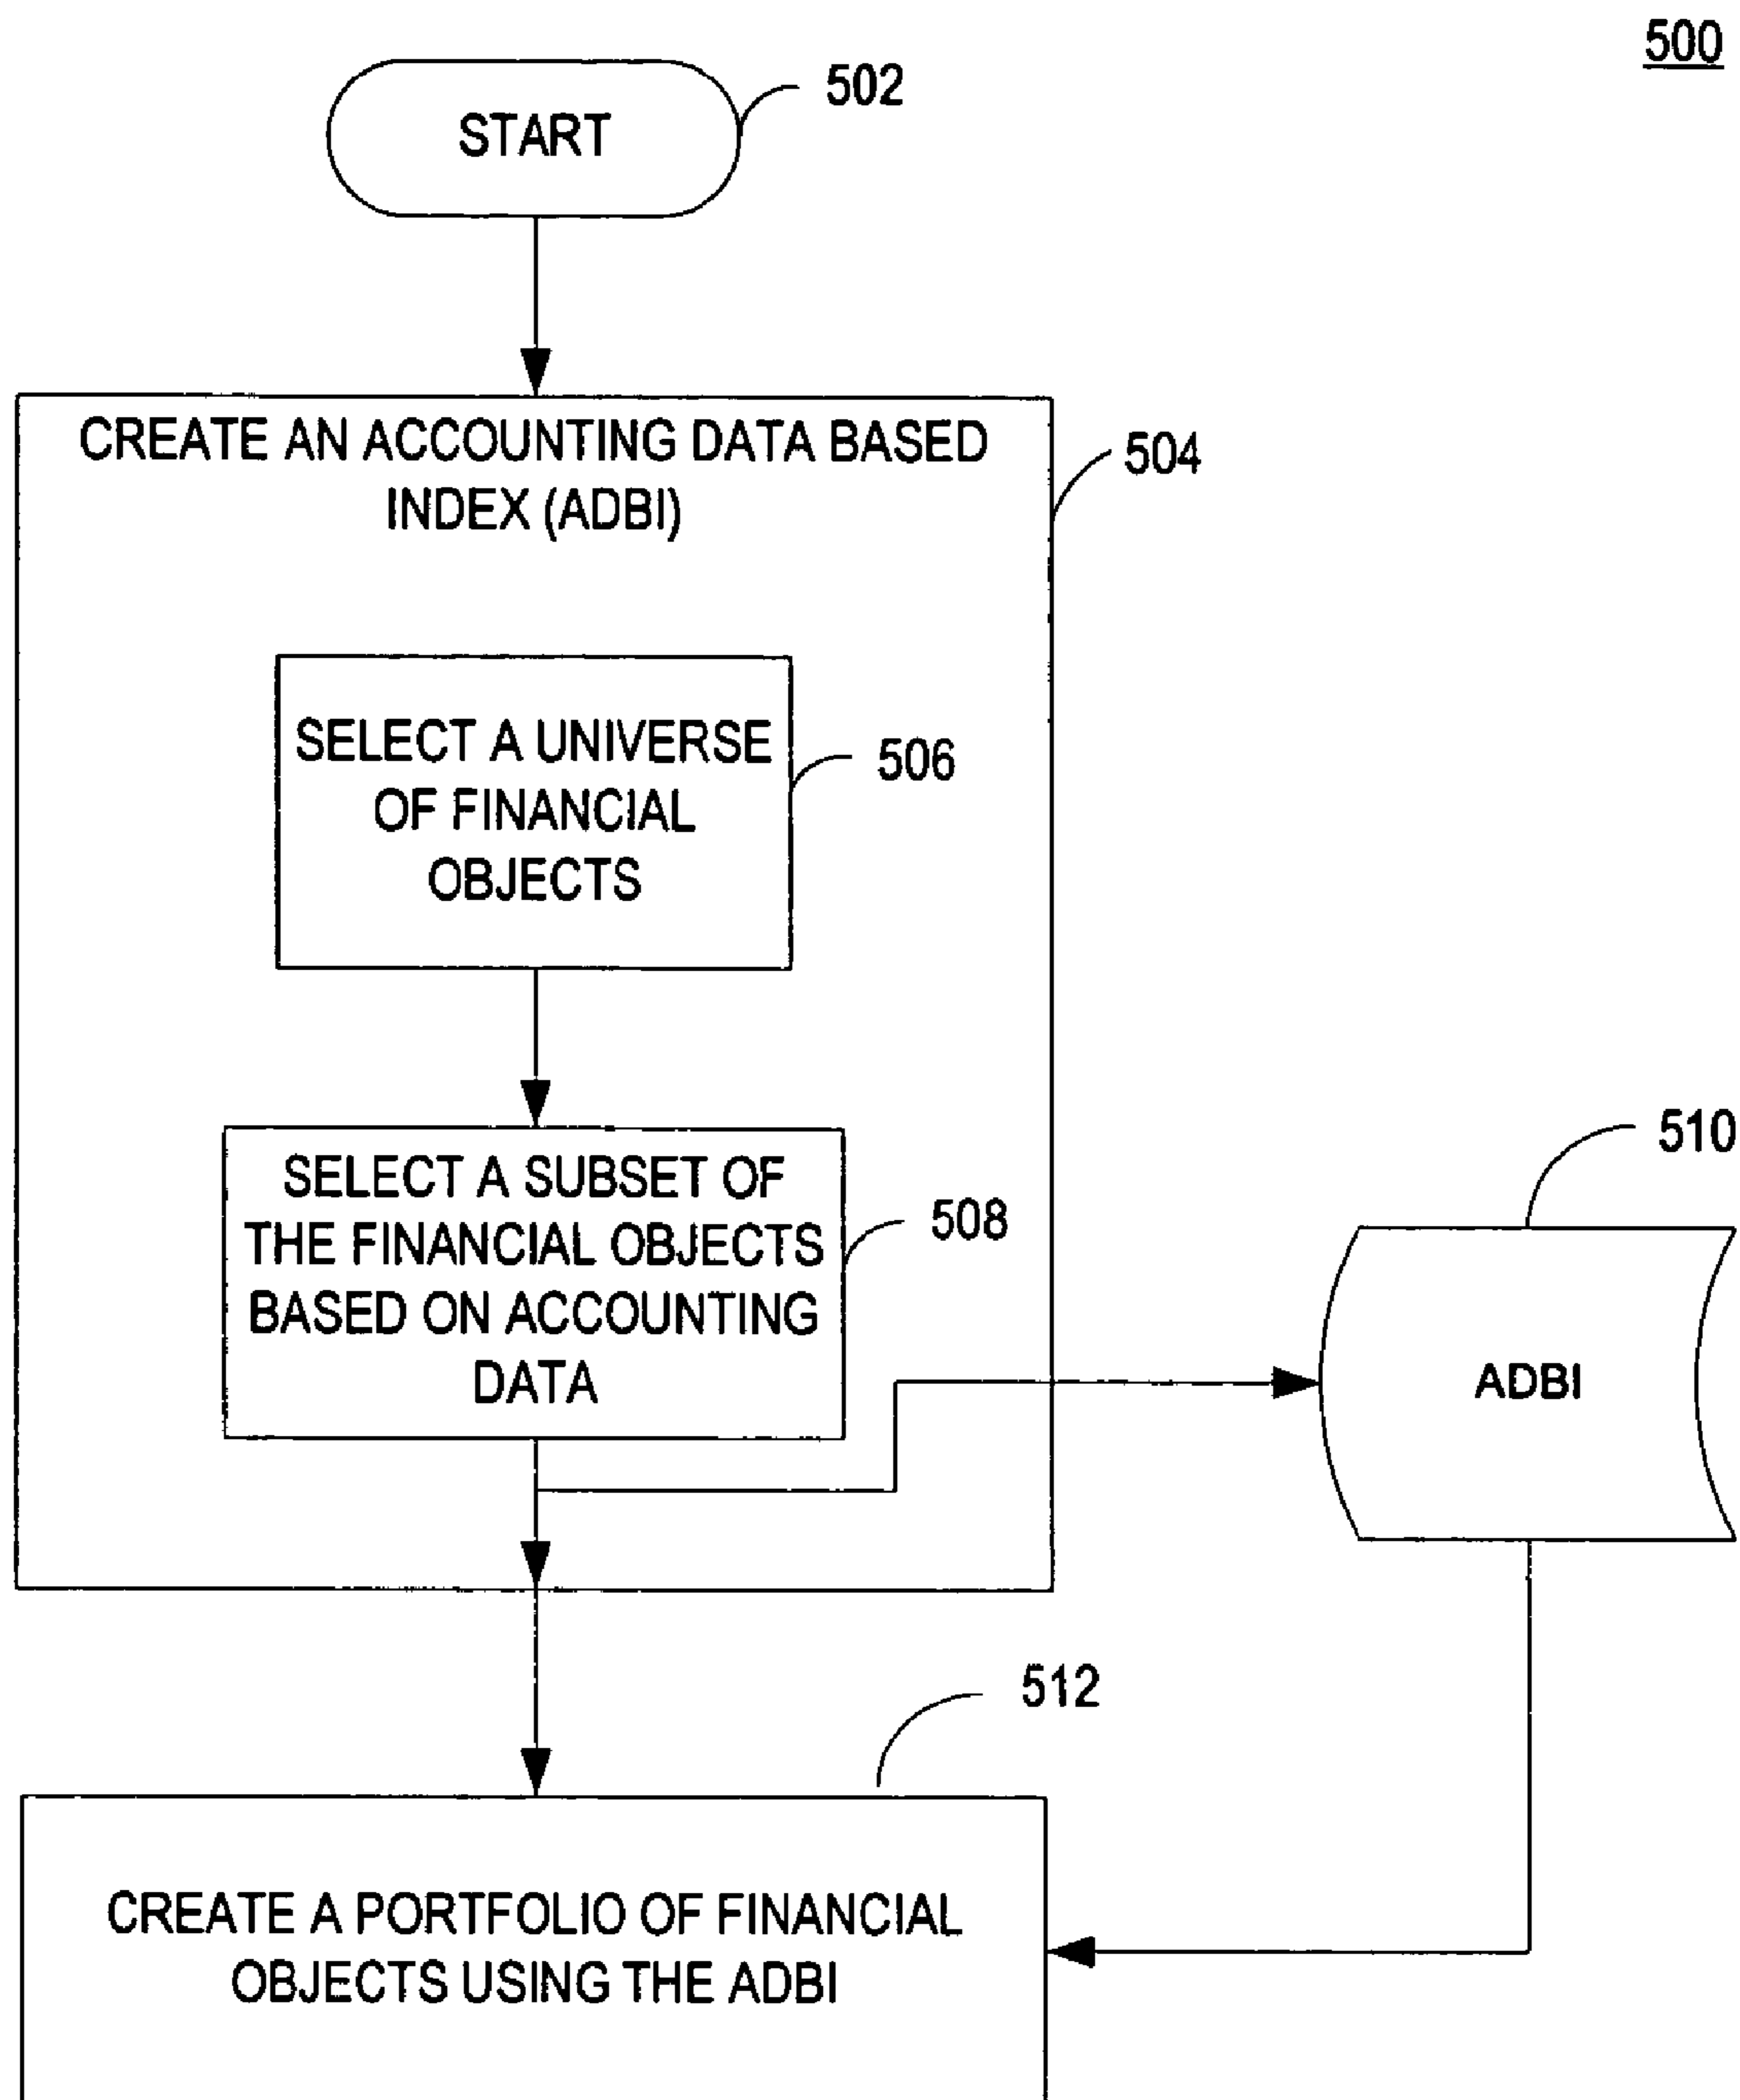 500
502
START
CREATE AN ACCOUNTING DATA BASED
INDEX (ADBI)
504
SELECT A UNIVERSE
OF FINANCIAL
OBJECTS
506
SELECT A SUBSET OF
THE FINANCIAL OBJECTS
BASED ON ACCOUNTING
DATA
508
510
ADBI
512
CREATE A PORTFOLIO OF FINANCIAL
OBJECTS USING THE ADBI